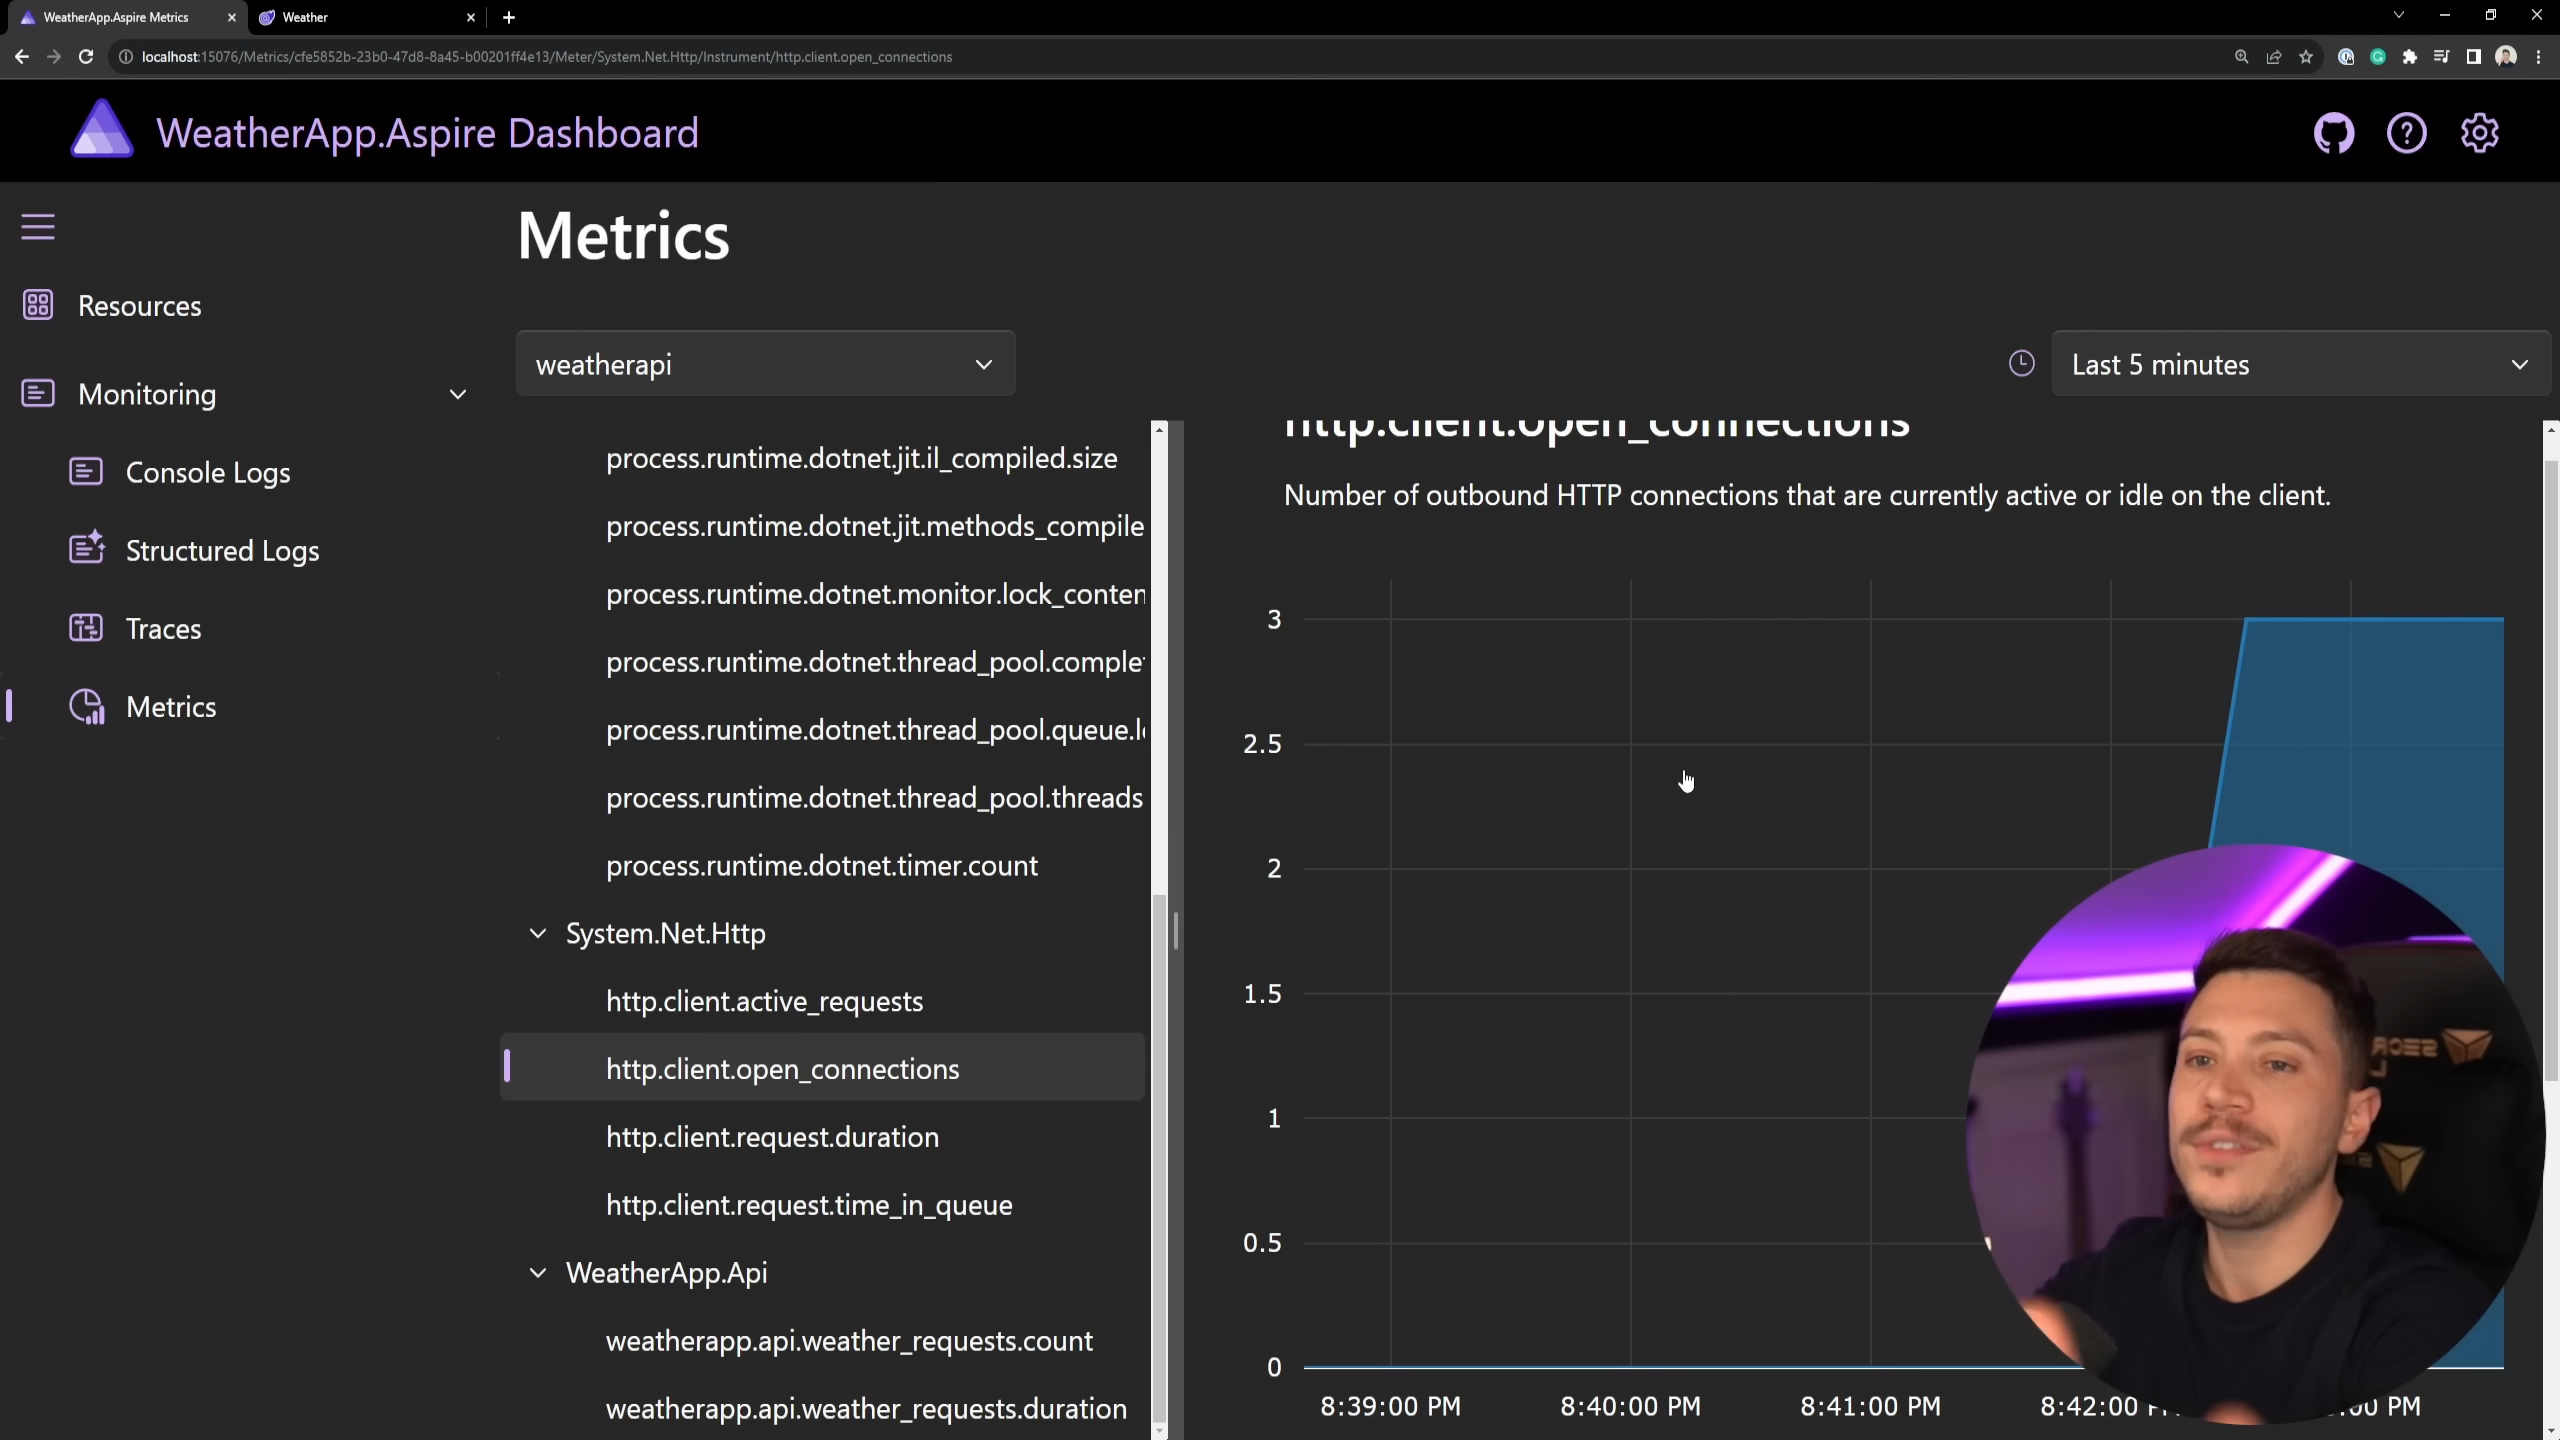 WeatherApp.Aspire Metrics
Weather
localhost:15076/Metrics/cfe5852b-23b0-47d8-8a45-b00201ff4e13/Meter/System.Net.Http/Instrument/http.client.open_connections
WeatherApp.Aspire Dashboard
Metrics
Resources
Monitoring
Console Logs
Structured Logs
Traces
Metrics
weatherapi
Last 5 minutes
process.runtime.dotnet.jit.il_compiled.size
process.runtime.dotnet.jit.methods_compile
process.runtime.dotnet.monitor.lock_conten
process.runtime.dotnet.thread_pool.comple
process.runtime.dotnet.thread_pool.queue.l
process.runtime.dotnet.thread_pool.threads
process.runtime.dotnet.timer.count
System.Net.Http
http.client.active_requests
http.client.open_connections
http.client.request.duration
http.client.request.time_in_queue
WeatherApp.Api
weatherapp.api.weather_requests.count
weatherapp.api.weather_requests.duration
http.client.open_connections
Number of outbound HTTP connections that are currently active or idle on the client.
3
2.5
2
1.5
1
0.5
0
8:39:00 PM
8:40:00 PM
8:41:00 PM
8:42:00 PM
:00 PM